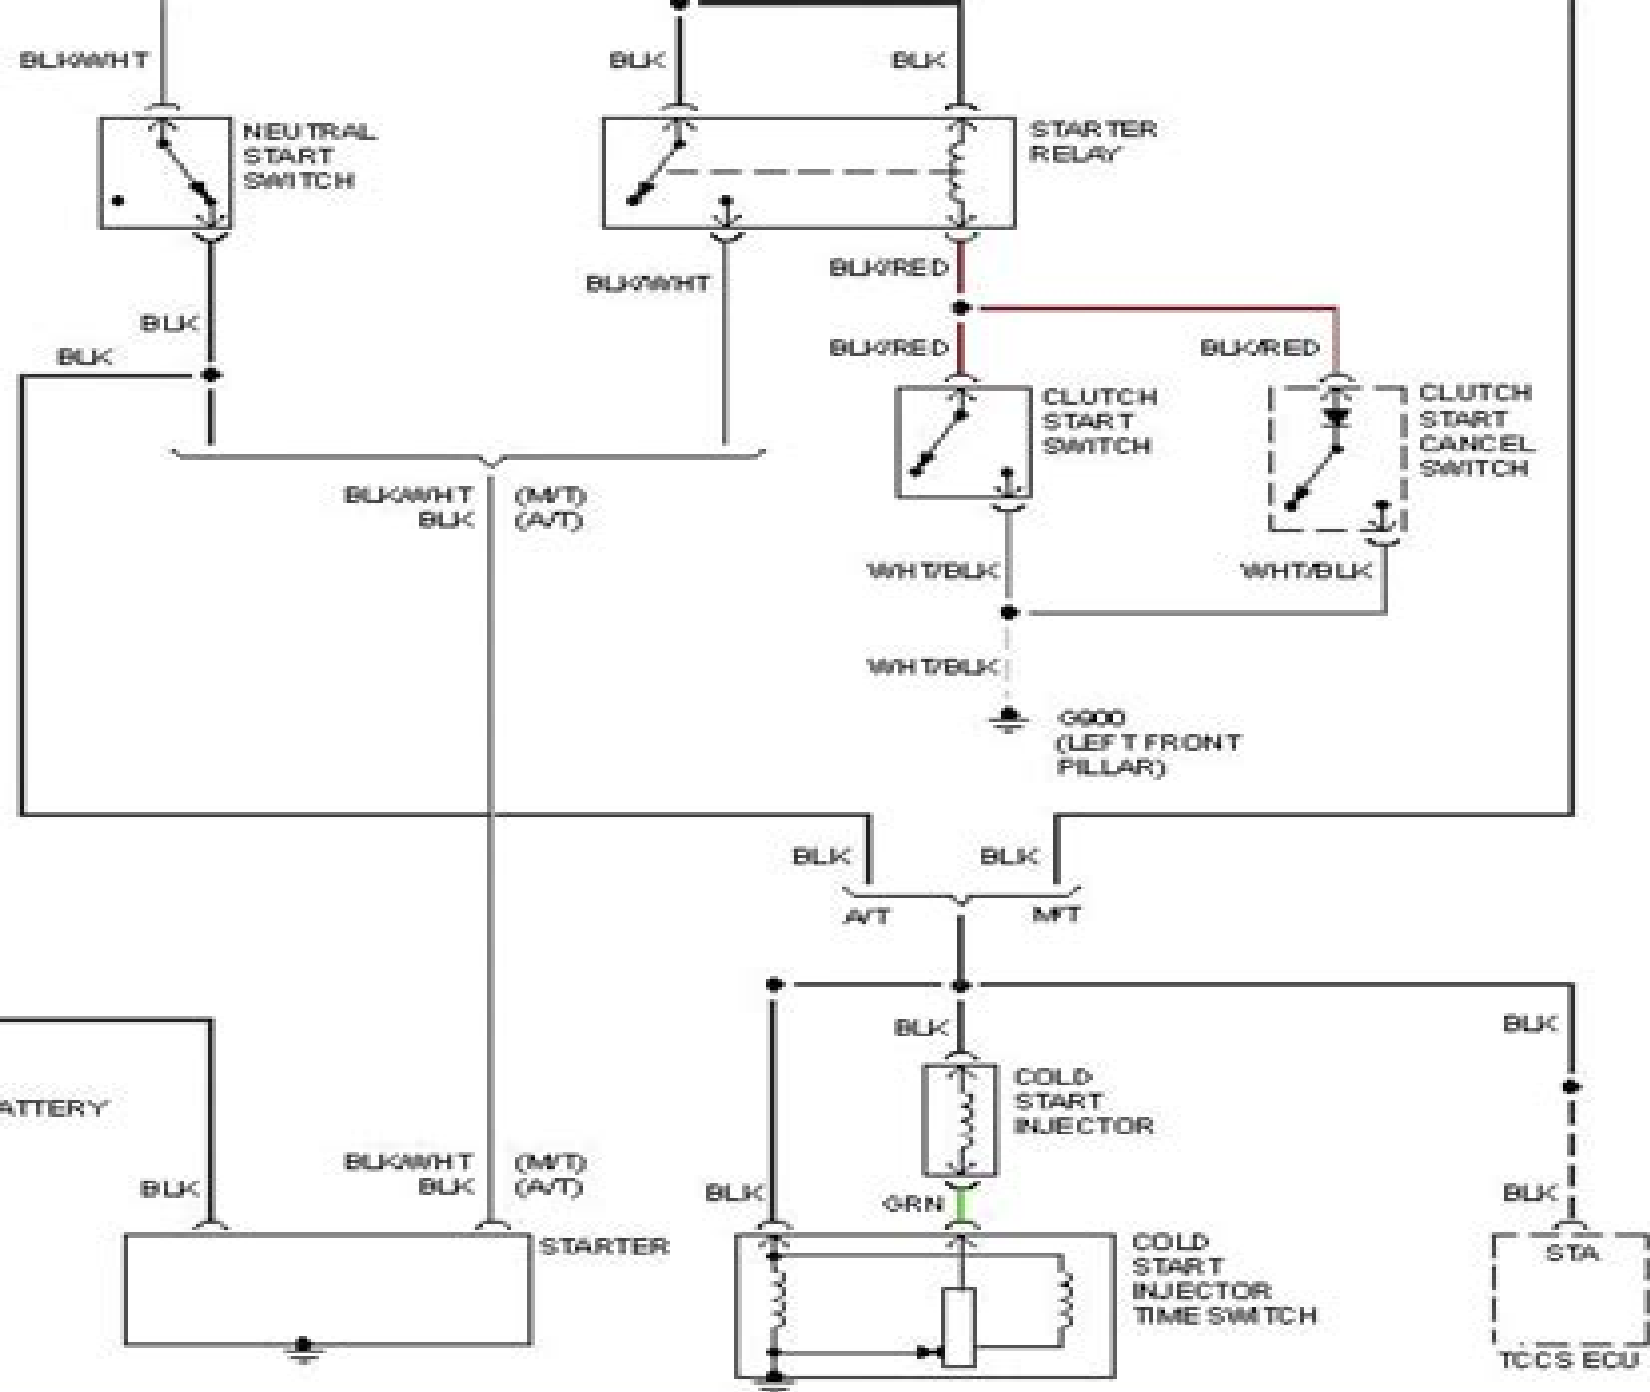 BLK/WHT
BLK
BLK
NEUTRAL
START
SWITCH
STARTER
RELAY
BLK/WHT
BLK/RED
BLK
BLK
BLK/RED
BLK/RED
CLUTCH
START
SWITCH
CLUTCH
START
CANCEL
SWITCH
BLK/WHT (M/T)
BLK (A/T)
WHT/BLK
WHT/BLK
WHT/BLK
G900
(LEFT FRONT
PILLAR)
BLK
BLK
A/T
M/T
BLK
BLK
COLD
START
INJECTOR
ATTERY
BLK/WHT (M/T)
BLK (A/T)
BLK
BLK
GRN
BLK
STARTER
COLD
START
INJECTOR
TIME SWITCH
STA
TCCS ECU